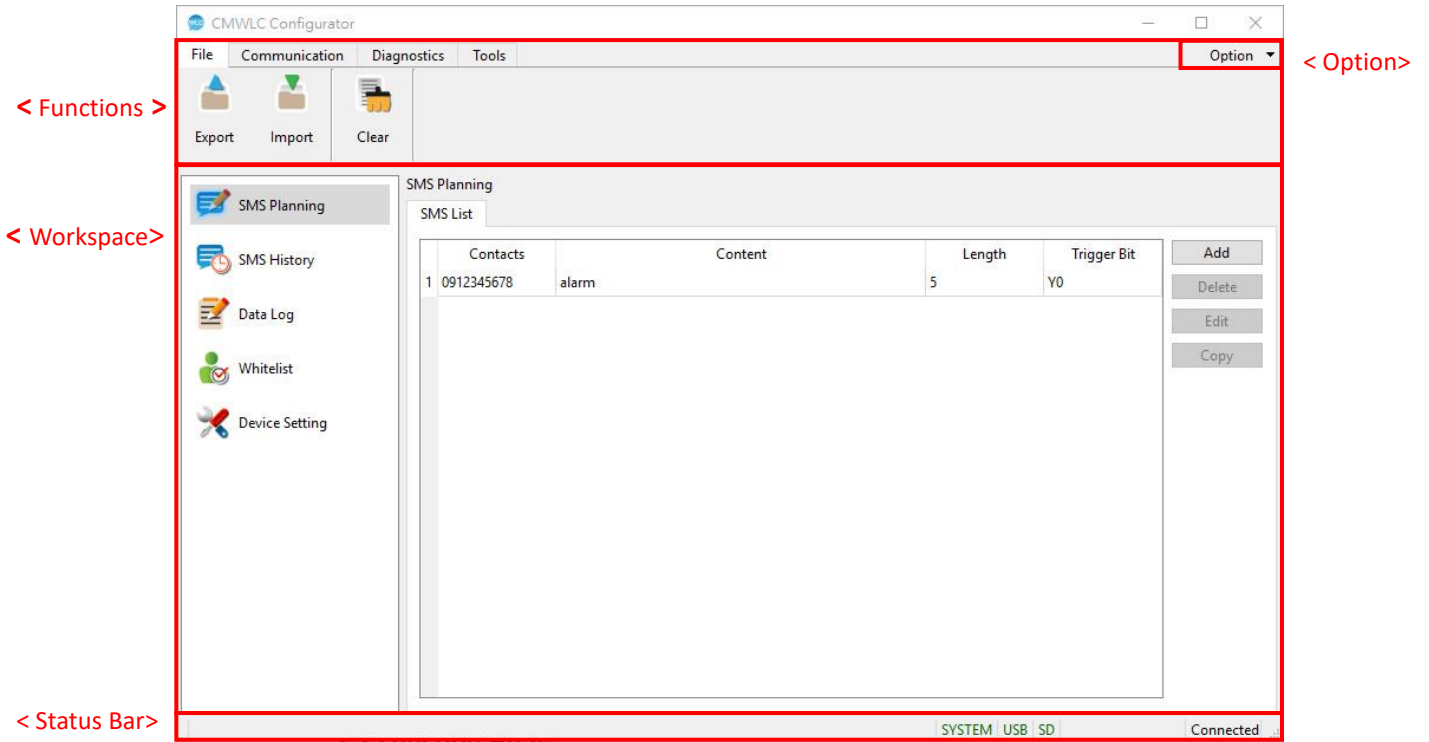 CMWLC Configurator
File Communication Diagnostics Tools Option
< Option>
< Functions >
Export Import Clear
< Workspace>
SMS Planning
SMS History
Data Log
Whitelist
Device Setting
SMS Planning
SMS List
Contacts Content Length Trigger Bit
1 0912345678 alarm 5 Y0
Add
Delete
Edit
Copy
< Status Bar>
SYSTEM USB SD Connected